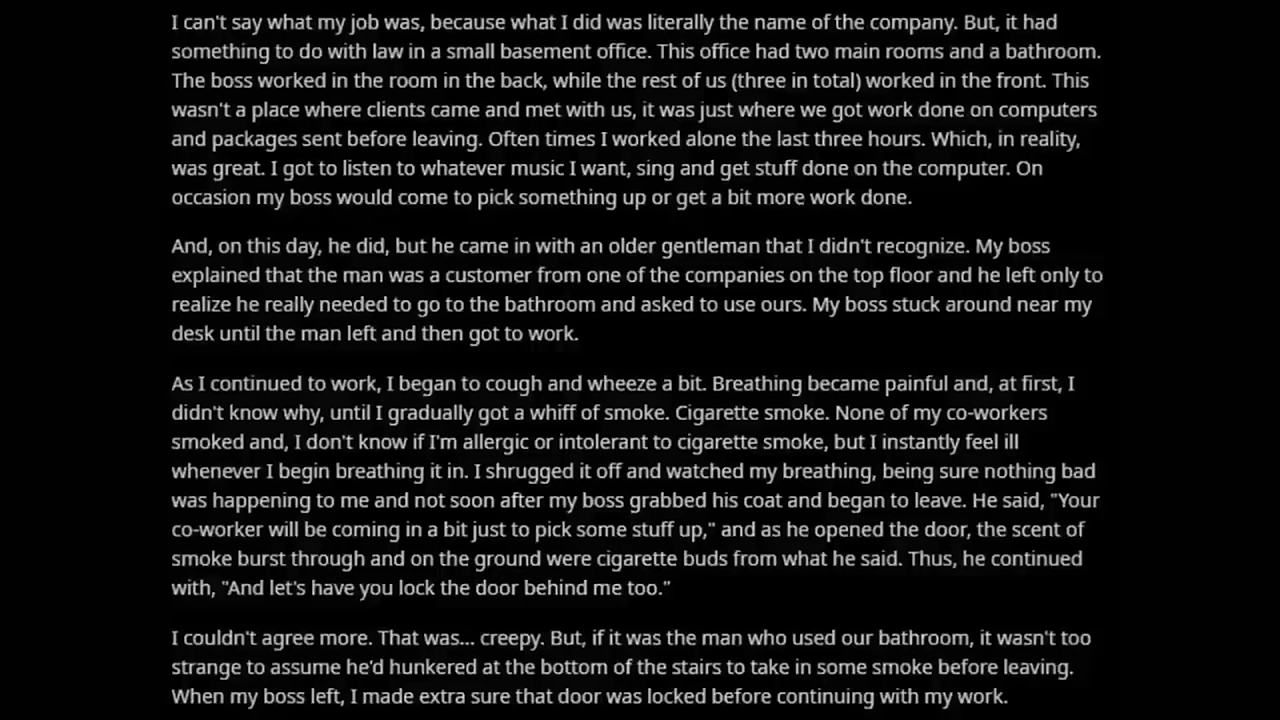 I can't say what my job was, because what I did was literally the name of the company. But, it had
something to do with law in a small basement office. This office had two main rooms and a bathroom.
The boss worked in the room in the back, while the rest of us (three in total) worked in the front. This
wasn't a place where clients came and met with us, it was just where we got work done on computers
and packages sent before leaving. Often times I worked alone the last three hours. Which, in reality,
was great. I got to listen to whatever music I want, sing and get stuff done on the computer. On
occasion my boss would come to pick something up or get a bit more work done.
And, on this day, he did, but he came in with an older gentleman that I didn't recognize. My boss
explained that the man was a customer from one of the companies on the top floor and he left only to
realize he really needed to go to the bathroom and asked to use ours. My boss stuck around near my
desk until the man left and then got to work.
As I continued to work, I began to cough and wheeze a bit. Breathing became painful and, at first, I
didn't know why, until I gradually got a whiff of smoke. Cigarette smoke. None of my co-workers
smoked and, I don't know if I'm allergic or intolerant to cigarette smoke, but I instantly feel ill
whenever I begin breathing it in. I shrugged it off and watched my breathing, being sure nothing bad
was happening to me and not soon after my boss grabbed his coat and began to leave. He said, "Your
co-worker will be coming in a bit just to pick some stuff up," and as he opened the door, the scent of
smoke burst through and on the ground were cigarette buds from what he said. Thus, he continued
with, "And let's have you lock the door behind me too."
I couldn't agree more. That was... creepy. But, if it was the man who used our bathroom, it wasn't too
strange to assume he'd hunkered at the bottom of the stairs to take in some smoke before leaving.
When my boss left, I made extra sure that door was locked before continuing with my work.